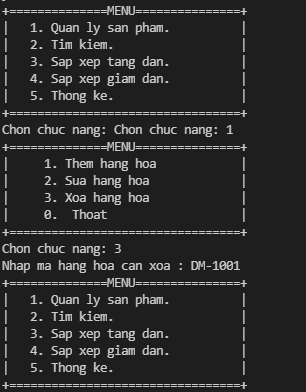 +==============MENU===============+
|   1. Quan ly san pham.          |
|   2. Tim kiem.                  |
|   3. Sap xep tang dan.          |
|   4. Sap xep giam dan.          |
|   5. Thong ke.                  |
+=================================+
Chon chuc nang: Chon chuc nang: 1
+==============MENU===============+
|     1. Them hang hoa            |
|     2. Sua hang hoa             |
|     3. Xoa hang hoa             |
|     0.  Thoat                   |
+=================================+
Chon chuc nang: 3
Nhap ma hang hoa can xoa : DM-1001
+==============MENU===============+
|   1. Quan ly san pham.          |
|   2. Tim kiem.                  |
|   3. Sap xep tang dan.          |
|   4. Sap xep giam dan.          |
|   5. Thong ke.                  |
+=================================+